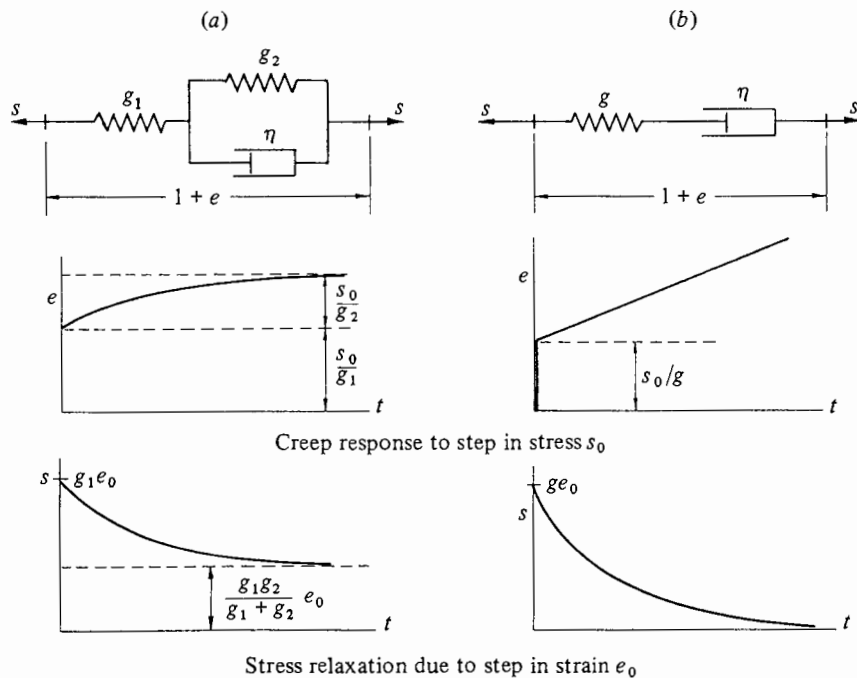 (a) (b)
g₂
g₁ g η
s s s s
η
1 + e 1 + e
e e
s₀/g₂
s₀/g₁ s₀/g
t t
Creep response to step in stress s₀
s g₁e₀ ge₀
s
g₁g₂/(g₁ + g₂) e₀
t t
Stress relaxation due to step in strain e₀